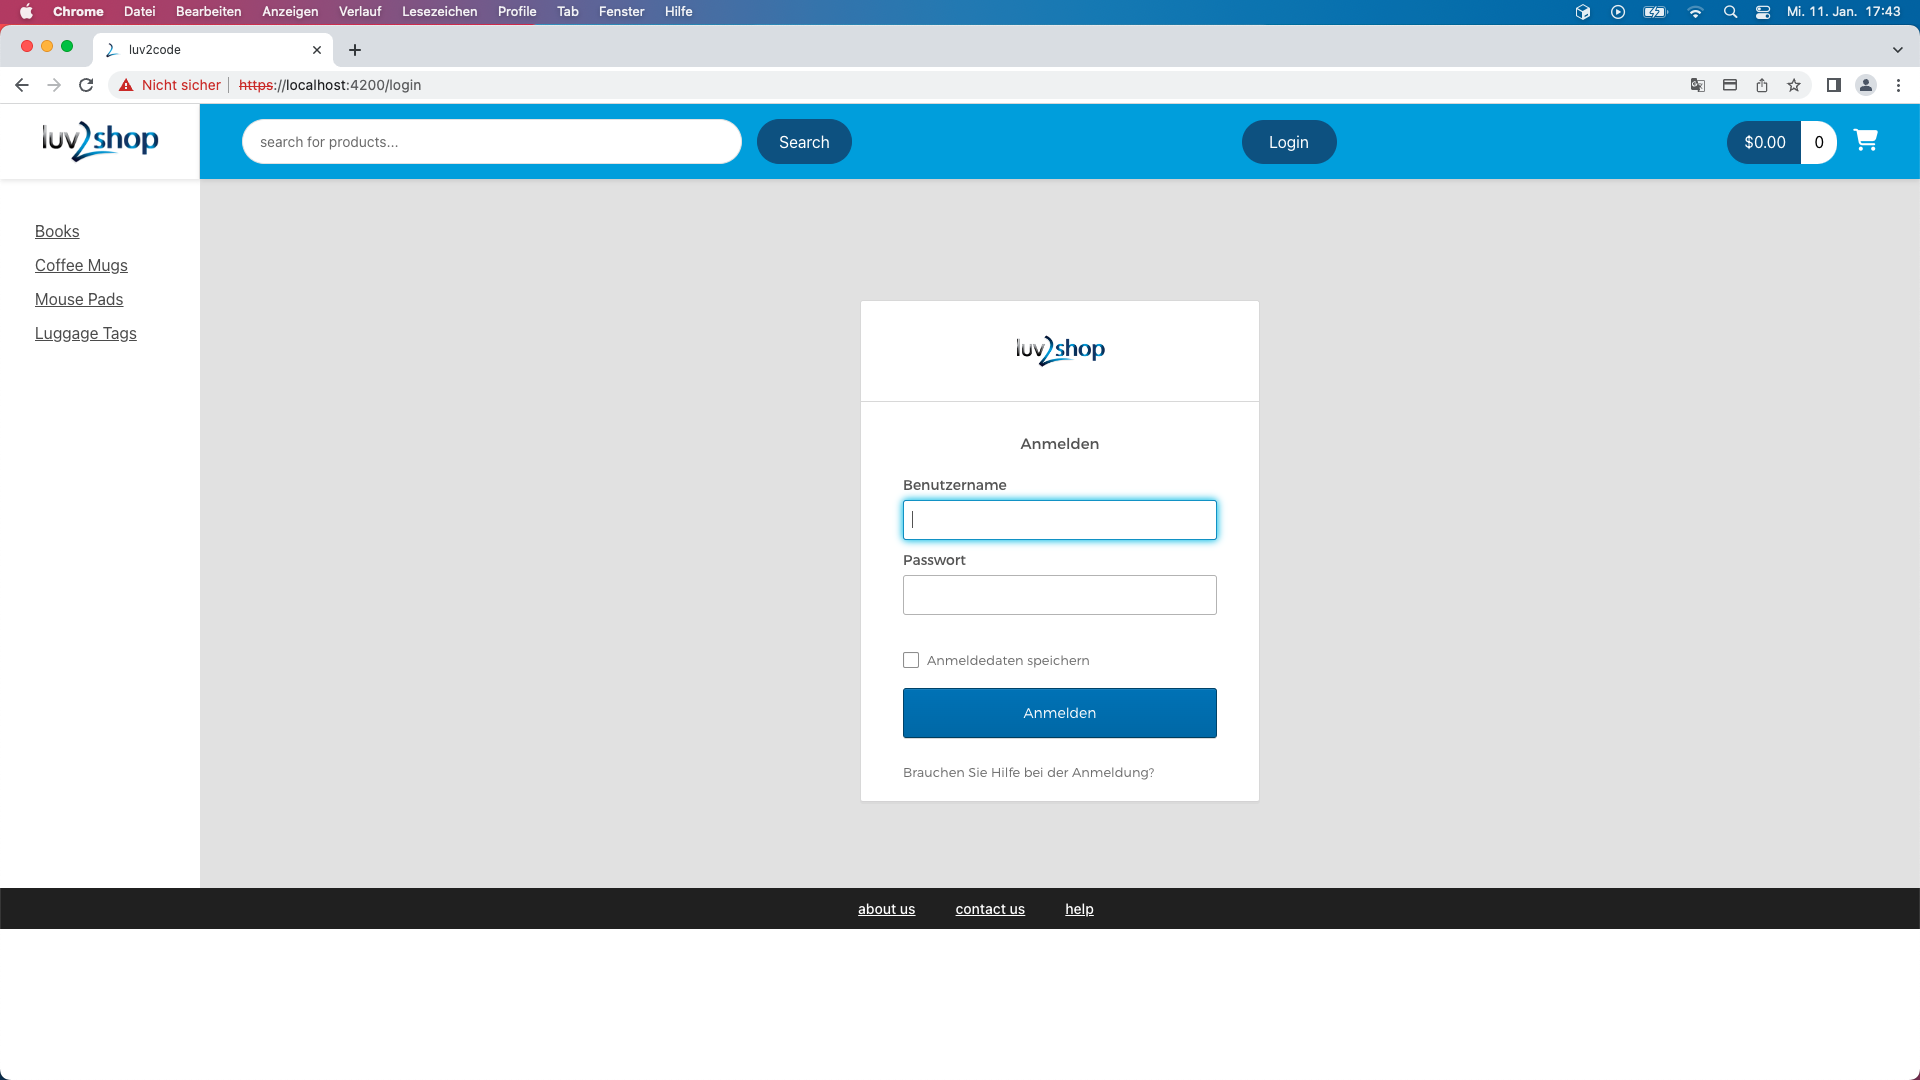 Chrome Datei Bearbeiten Anzeigen Verlauf Lesezeichen Profile Tab Fenster Hilfe Mi. 11. Jan. 17:43
luv2code
Nicht sicher https://localhost:4200/login
luv2shop
search for products...
Search
Login
$0.00
0
Books
Coffee Mugs
Mouse Pads
Luggage Tags
luv2shop
Anmelden
Benutzername
Passwort
Anmeldedaten speichern
Anmelden
Brauchen Sie Hilfe bei der Anmeldung?
about us contact us help